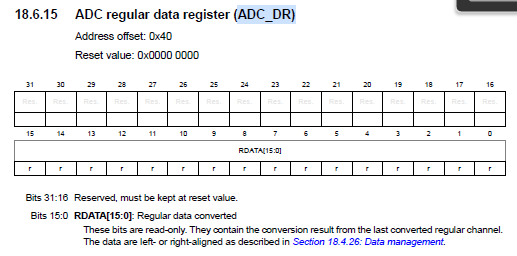 18.6.15 ADC regular data register (ADC_DR)
Address offset: 0x40
Reset value: 0x0000 0000
31 30 29 28 27 26 25 24 23 22 21 20 19 18 17 16
Res. Res. Res. Res. Res. Res. Res. Res. Res. Res. Res. Res. Res. Res. Res. Res.
15 14 13 12 11 10 9 8 7 6 5 4 3 2 1 0
RDATA[15:0]
r r r r r r r r r r r r r r r r
Bits 31:16 Reserved, must be kept at reset value.
Bits 15:0 RDATA[15:0]: Regular data converted
These bits are read-only. They contain the conversion result from the last converted regular channel.
The data are left- or right-aligned as described in Section 18.4.26: Data management.